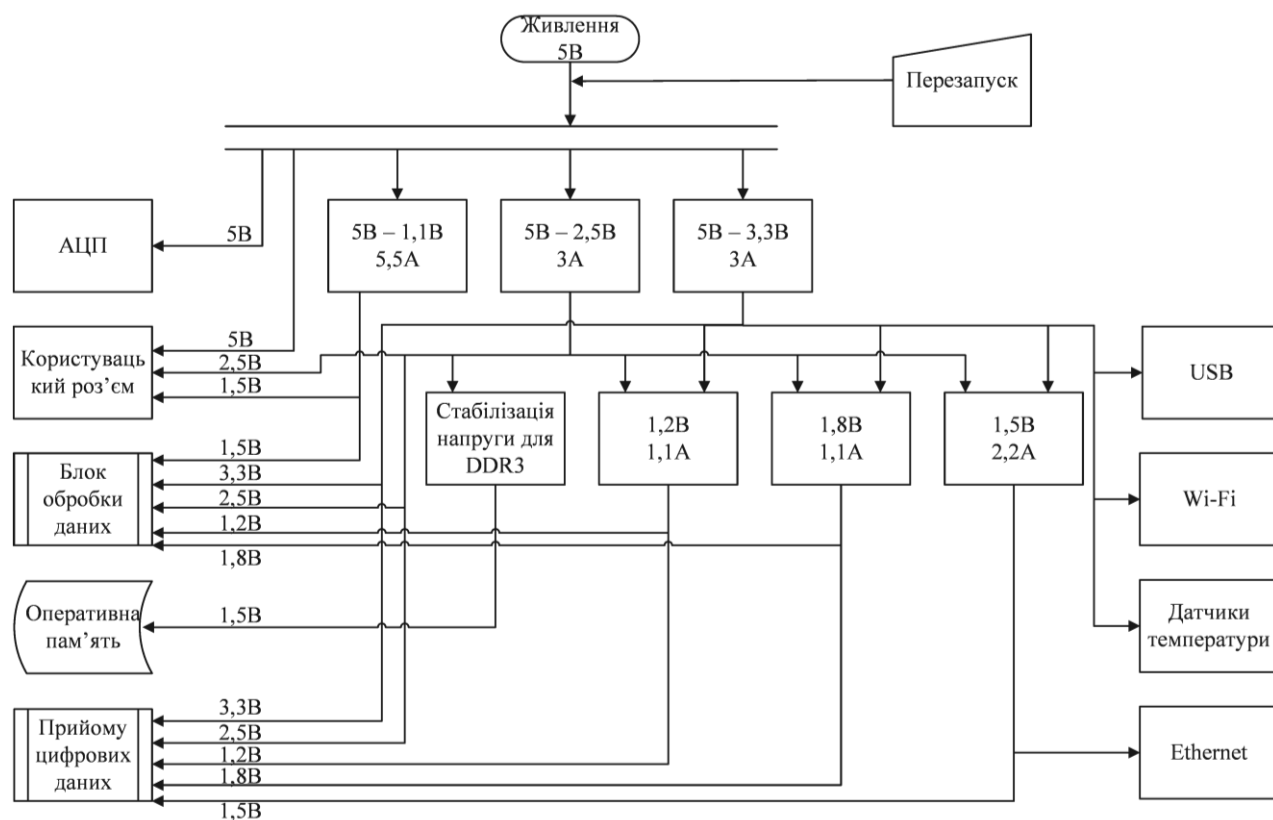 Живлення
5В
Перезапуск
АЦП
5В
5В – 1,1В
5,5А
5В – 2,5В
3А
5В – 3,3В
3А
Користуваць
кий роз’єм
5В
2,5В
1,5В
USB
Стабілізація
напруги для
DDR3
1,2В
1,1А
1,8В
1,1А
1,5В
2,2А
Блок
обробки
даних
1,5В
3,3В
2,5В
1,2В
1,8В
Wi-Fi
Оперативна
пам’ять
1,5В
Датчики
температури
Прийому
цифрових
даних
3,3В
2,5В
1,2В
1,8В
1,5В
Ethernet